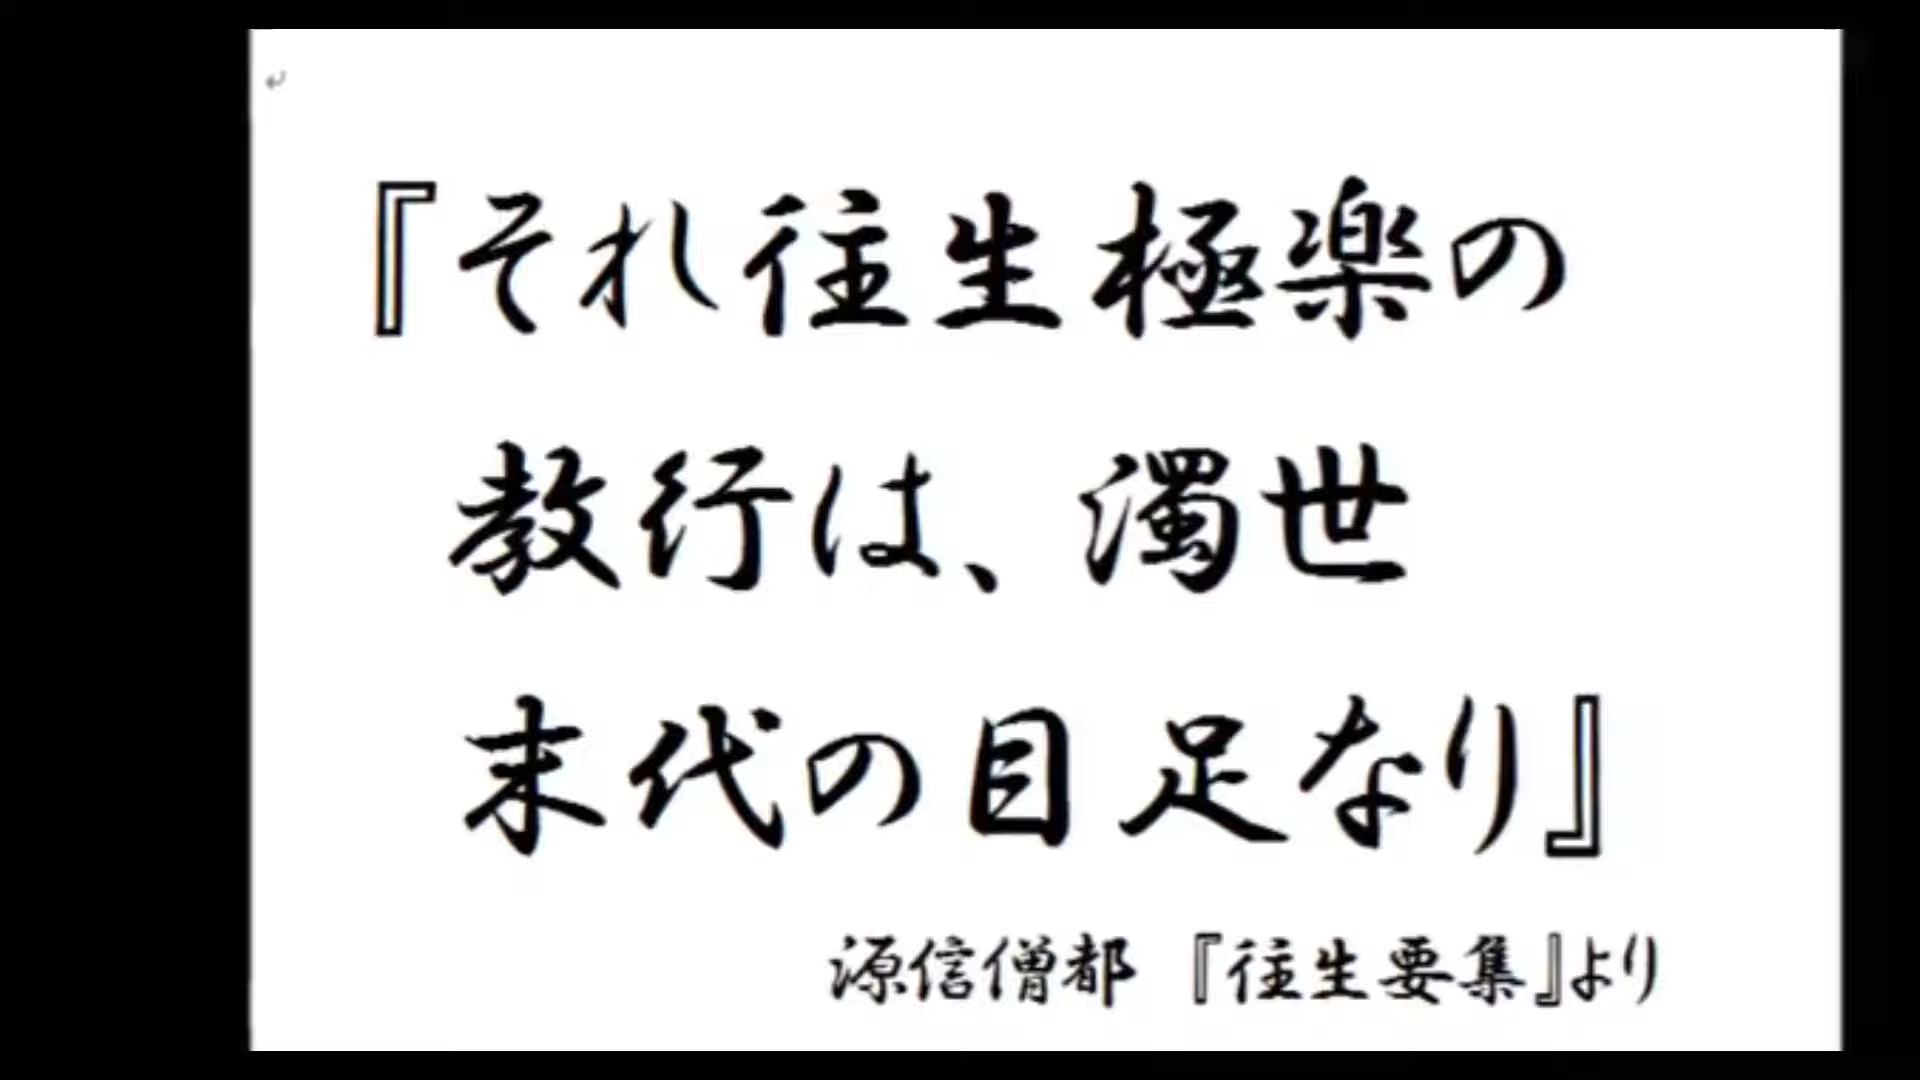 『それ往生極楽の
教行は、濁世
末代の目足なり』
源信僧都 『往生要集』より